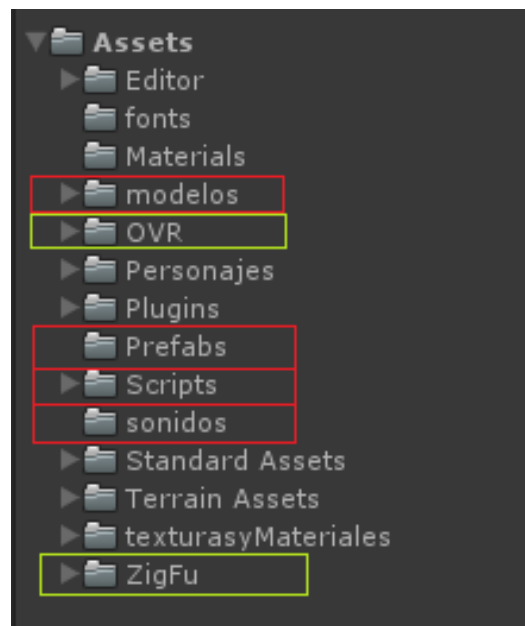 Assets
Editor
fonts
Materials
modelos
OVR
Personajes
Plugins
Prefabs
Scripts
sonidos
Standard Assets
Terrain Assets
texturasyMateriales
ZigFu